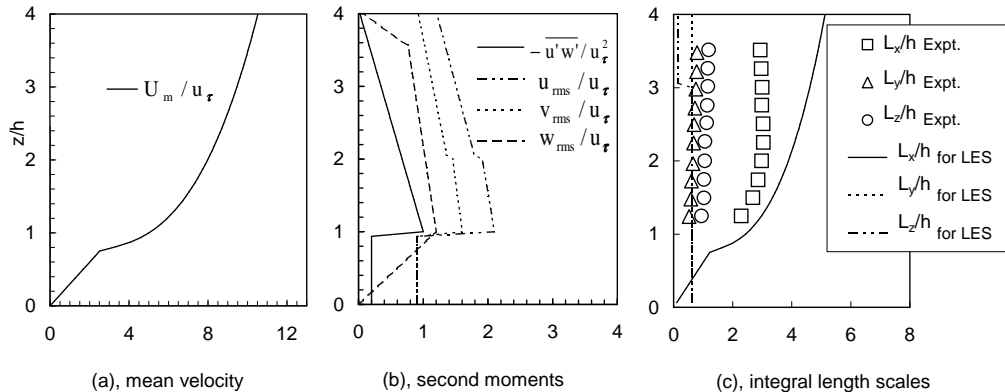 4
3
2
1
0
z/h
U_m / u_τ
0 4 8 12
(a), mean velocity
4
3
2
1
0
− u'w' / u_τ^2
u_rms / u_τ
v_rms / u_τ
w_rms / u_τ
0 1 2 3 4
(b), second moments
4
3
2
1
0
L_x/h Expt.
L_y/h Expt.
L_z/h Expt.
L_x/h for LES
L_y/h for LES
L_z/h for LES
0 2 4 6 8
(c), integral length scales